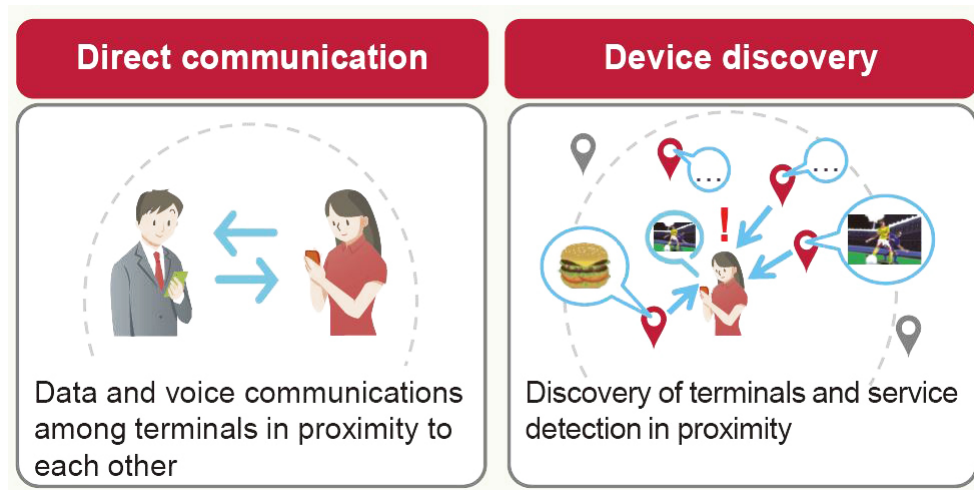 Direct communication
Data and voice communications
among terminals in proximity to
each other
Device discovery
...
...
!
Discovery of terminals and service
detection in proximity